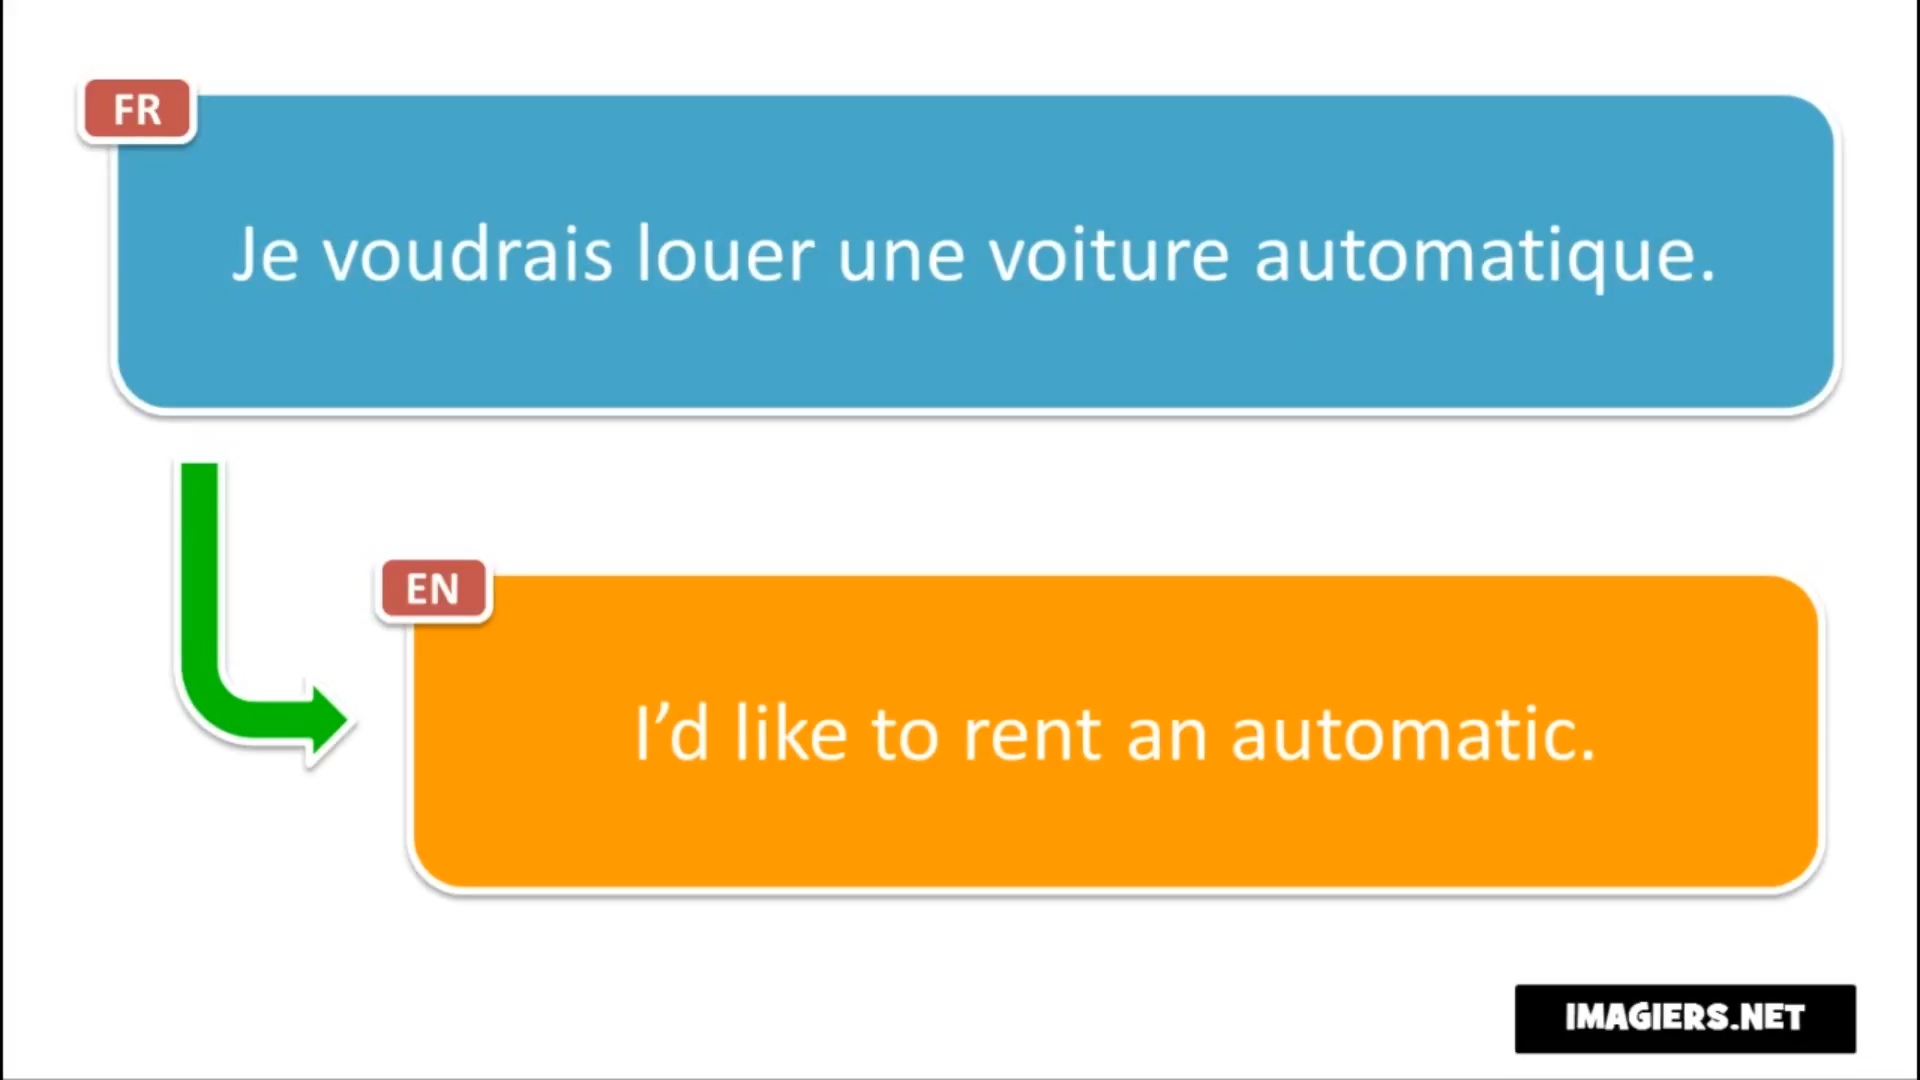 FR
Je voudrais louer une voiture automatique.
EN
I’d like to rent an automatic.
IMAGIERS.NET